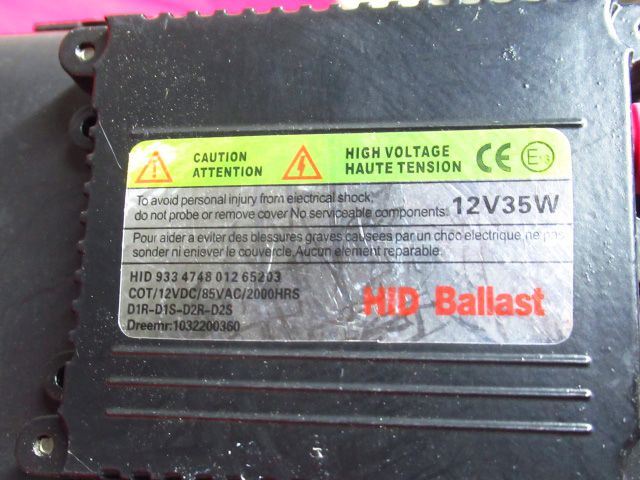 CAUTION
ATTENTION
HIGH VOLTAGE
HAUTE TENSION
CE E13
To avoid personal injury from electrical shock,
do not probe or remove cover No serviceable components. 12V35W
Pour aider a eviter des blessures graves causees par un choc electrique ne pas
sonder ni enlever le couvercle. Aucun element reparable.
HID 933 4748 012 65203
COT/12VDC/85VAC/2000HRS
D1R-D1S-D2R-D2S
Dreemr:1032200360
HID Ballast